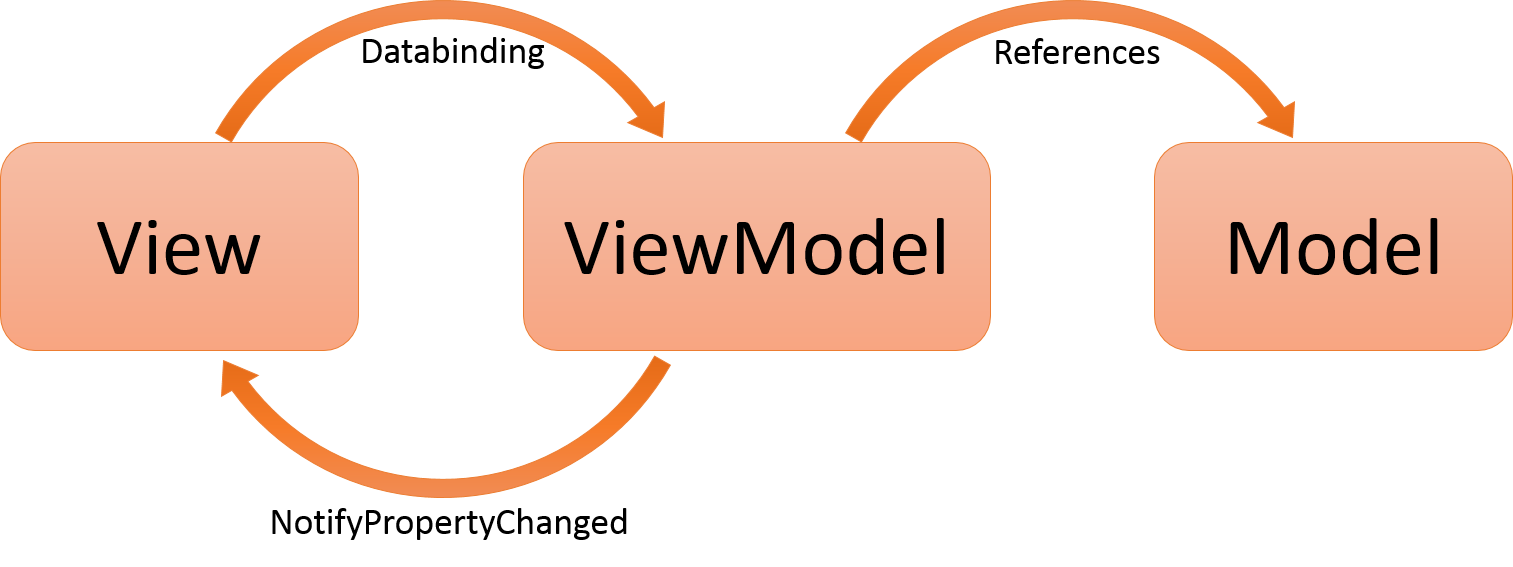 Databinding
References
View
ViewModel
Model
NotifyPropertyChanged